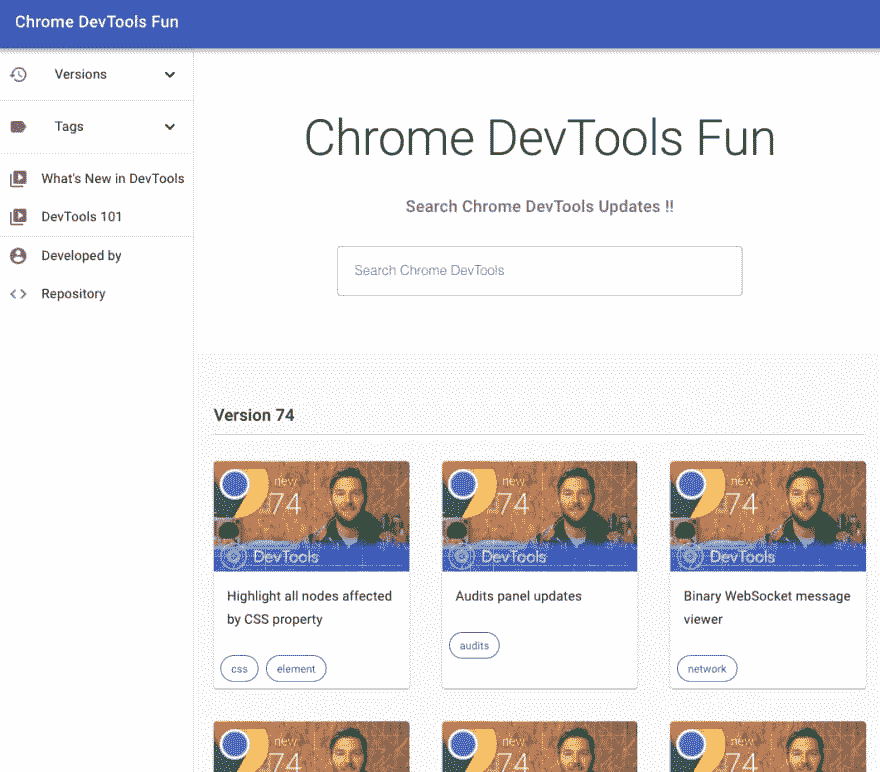 Chrome DevTools Fun
Versions
Tags
What's New in DevTools
DevTools 101
Developed by
Repository
Chrome DevTools Fun
Search Chrome DevTools Updates !!
Search Chrome DevTools
Version 74
new
74
DevTools
new
74
DevTools
new
74
DevTools
Highlight all nodes affected
by CSS property
css element
Audits panel updates
audits
Binary WebSocket message
viewer
network
new
74
new
74
new
74